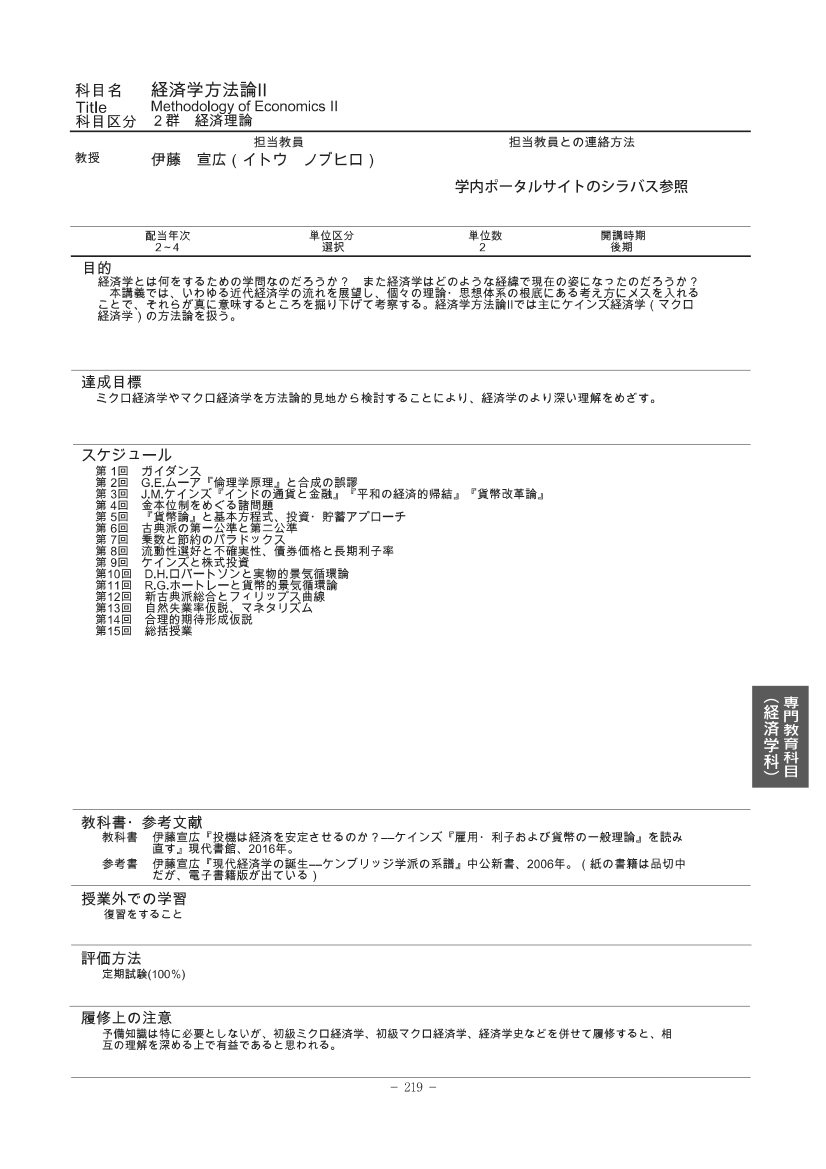 科目名　経済学方法論II
Title　Methodology of Economics II
科目区分　２群　経済理論
担当教員　担当教員との連絡方法
教授　伊藤　宣広（イトウ　ノブヒロ）
学内ポータルサイトのシラバス参照
配当年次　単位区分　単位数　開講時期
2～4　選択　2　後期
目的
経済学とは何をするための学問なのだろうか？　また経済学はどのような経緯で現在の姿になったのだろうか？
　本講義では、いわゆる近代経済学の流れを展望し、個々の理論・思想体系の根底にある考え方にメスを入れる
ことで、それらが真に意味するところを掘り下げて考察する。経済学方法論IIでは主にケインズ経済学（マクロ
経済学）の方法論を扱う。
達成目標
ミクロ経済学やマクロ経済学を方法論的見地から検討することにより、経済学のより深い理解をめざす。
スケジュール
第 1回　ガイダンス
第 2回　G.E.ムーア『倫理学原理』と合成の誤謬
第 3回　J.M.ケインズ『インドの通貨と金融』『平和の経済的帰結』『貨幣改革論』
第 4回　金本位制をめぐる諸問題
第 5回　『貨幣論』と基本方程式、投資・貯蓄アプローチ
第 6回　古典派の第一公準と第二公準
第 7回　乗数と節約のパラドックス
第 8回　流動性選好と不確実性、債券価格と長期利子率
第 9回　ケインズと株式投資
第10回　D.H.ロバートソンと実物的景気循環論
第11回　R.G.ホートレーと貨幣的景気循環論
第12回　新古典派総合とフィリップス曲線
第13回　自然失業率仮説、マネタリズム
第14回　合理的期待形成仮説
第15回　総括授業
専門教育科目
（経済学科）
教科書・参考文献
教科書　伊藤宣広『投機は経済を安定させるのか？―ケインズ『雇用・利子および貨幣の一般理論』を読み
直す』現代書館、2016年。
参考書　伊藤宣広『現代経済学の誕生―ケンブリッジ学派の系譜』中公新書、2006年。（紙の書籍は品切中
だが、電子書籍版が出ている）
授業外での学習
復習をすること
評価方法
定期試験(100%)
履修上の注意
予備知識は特に必要としないが、初級ミクロ経済学、初級マクロ経済学、経済学史などを併せて履修すると、相
互の理解を深める上で有益であると思われる。
− 219 −